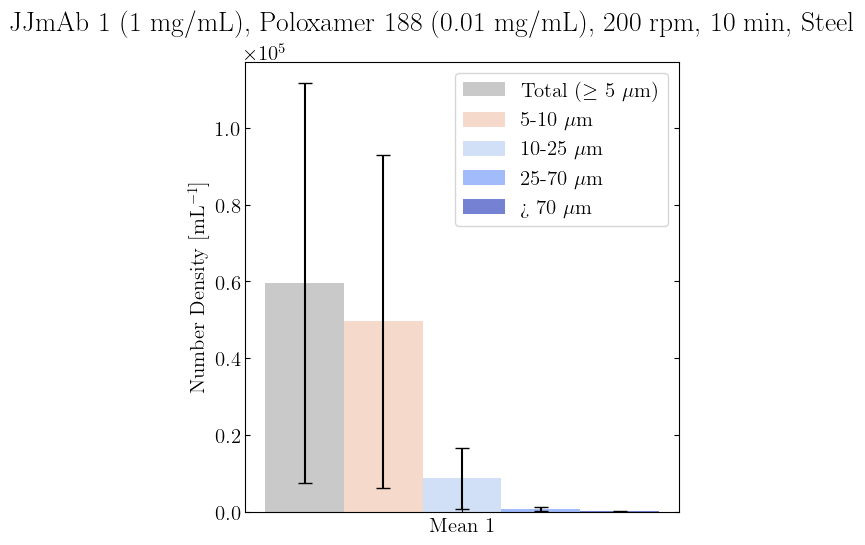 JJmAb 1 (1 mg/mL), Poloxamer 188 (0.01 mg/mL), 200 rpm, 10 min, Steel
×10⁵
Total (≥ 5 μm)
5-10 μm
10-25 μm
25-70 μm
¿ 70 μm
1.0
0.8
0.6
0.4
0.2
0.0
Number Density [mL⁻¹]
Mean 1